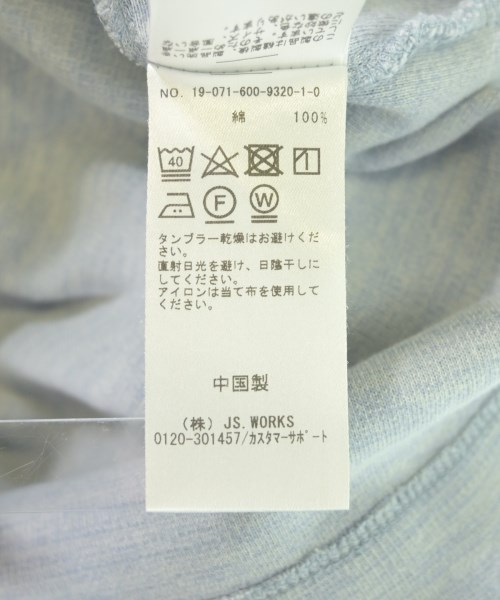 NO. 19-071-600-9320-1-0
綿 100%
40
F W
タンブラー乾燥はお避けくだ
さい。
直射日光を避け、日陰干しに
してください。
アイロンは当て布を使用して
ください。
中国製
(株) JS.WORKS
0120-301457/カスタマーサポート